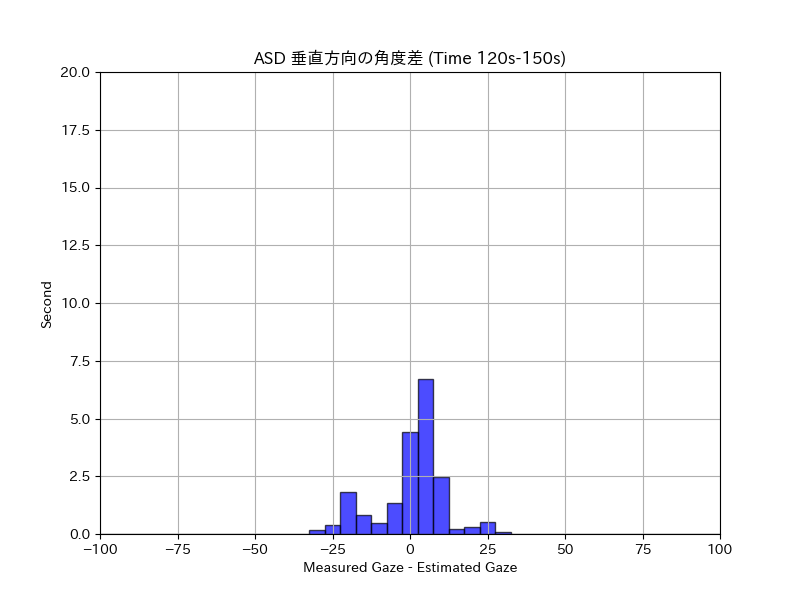 ASD 垂直方向の角度差 (Time 120s-150s)
20.0
17.5
15.0
12.5
10.0
7.5
5.0
2.5
0.0
Second
−100 −75 −50 −25 0 25 50 75 100
Measured Gaze - Estimated Gaze